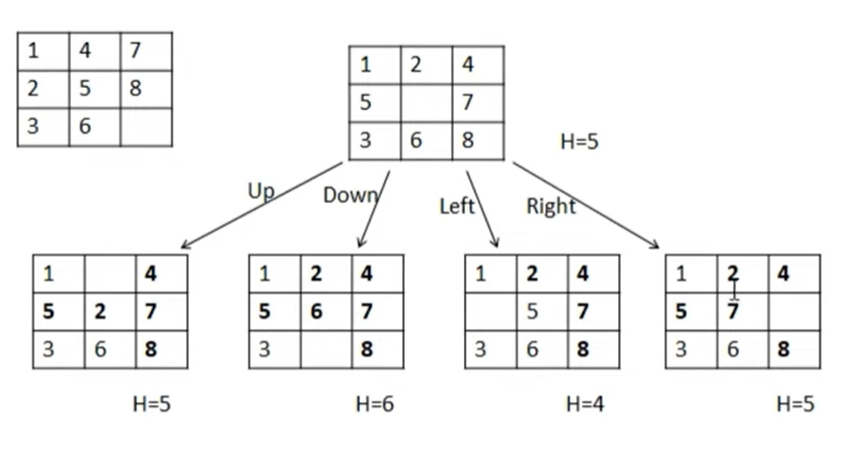 1 4 7
2 5 8
3 6
1 2 4
5 7
3 6 8
H=5
Up
Down
Left
Right
1 4
5 2 7
3 6 8
H=5
1 2 4
5 6 7
3 8
H=6
1 2 4
5 7
3 6 8
H=4
1 2 4
5 7
3 6 8
H=5